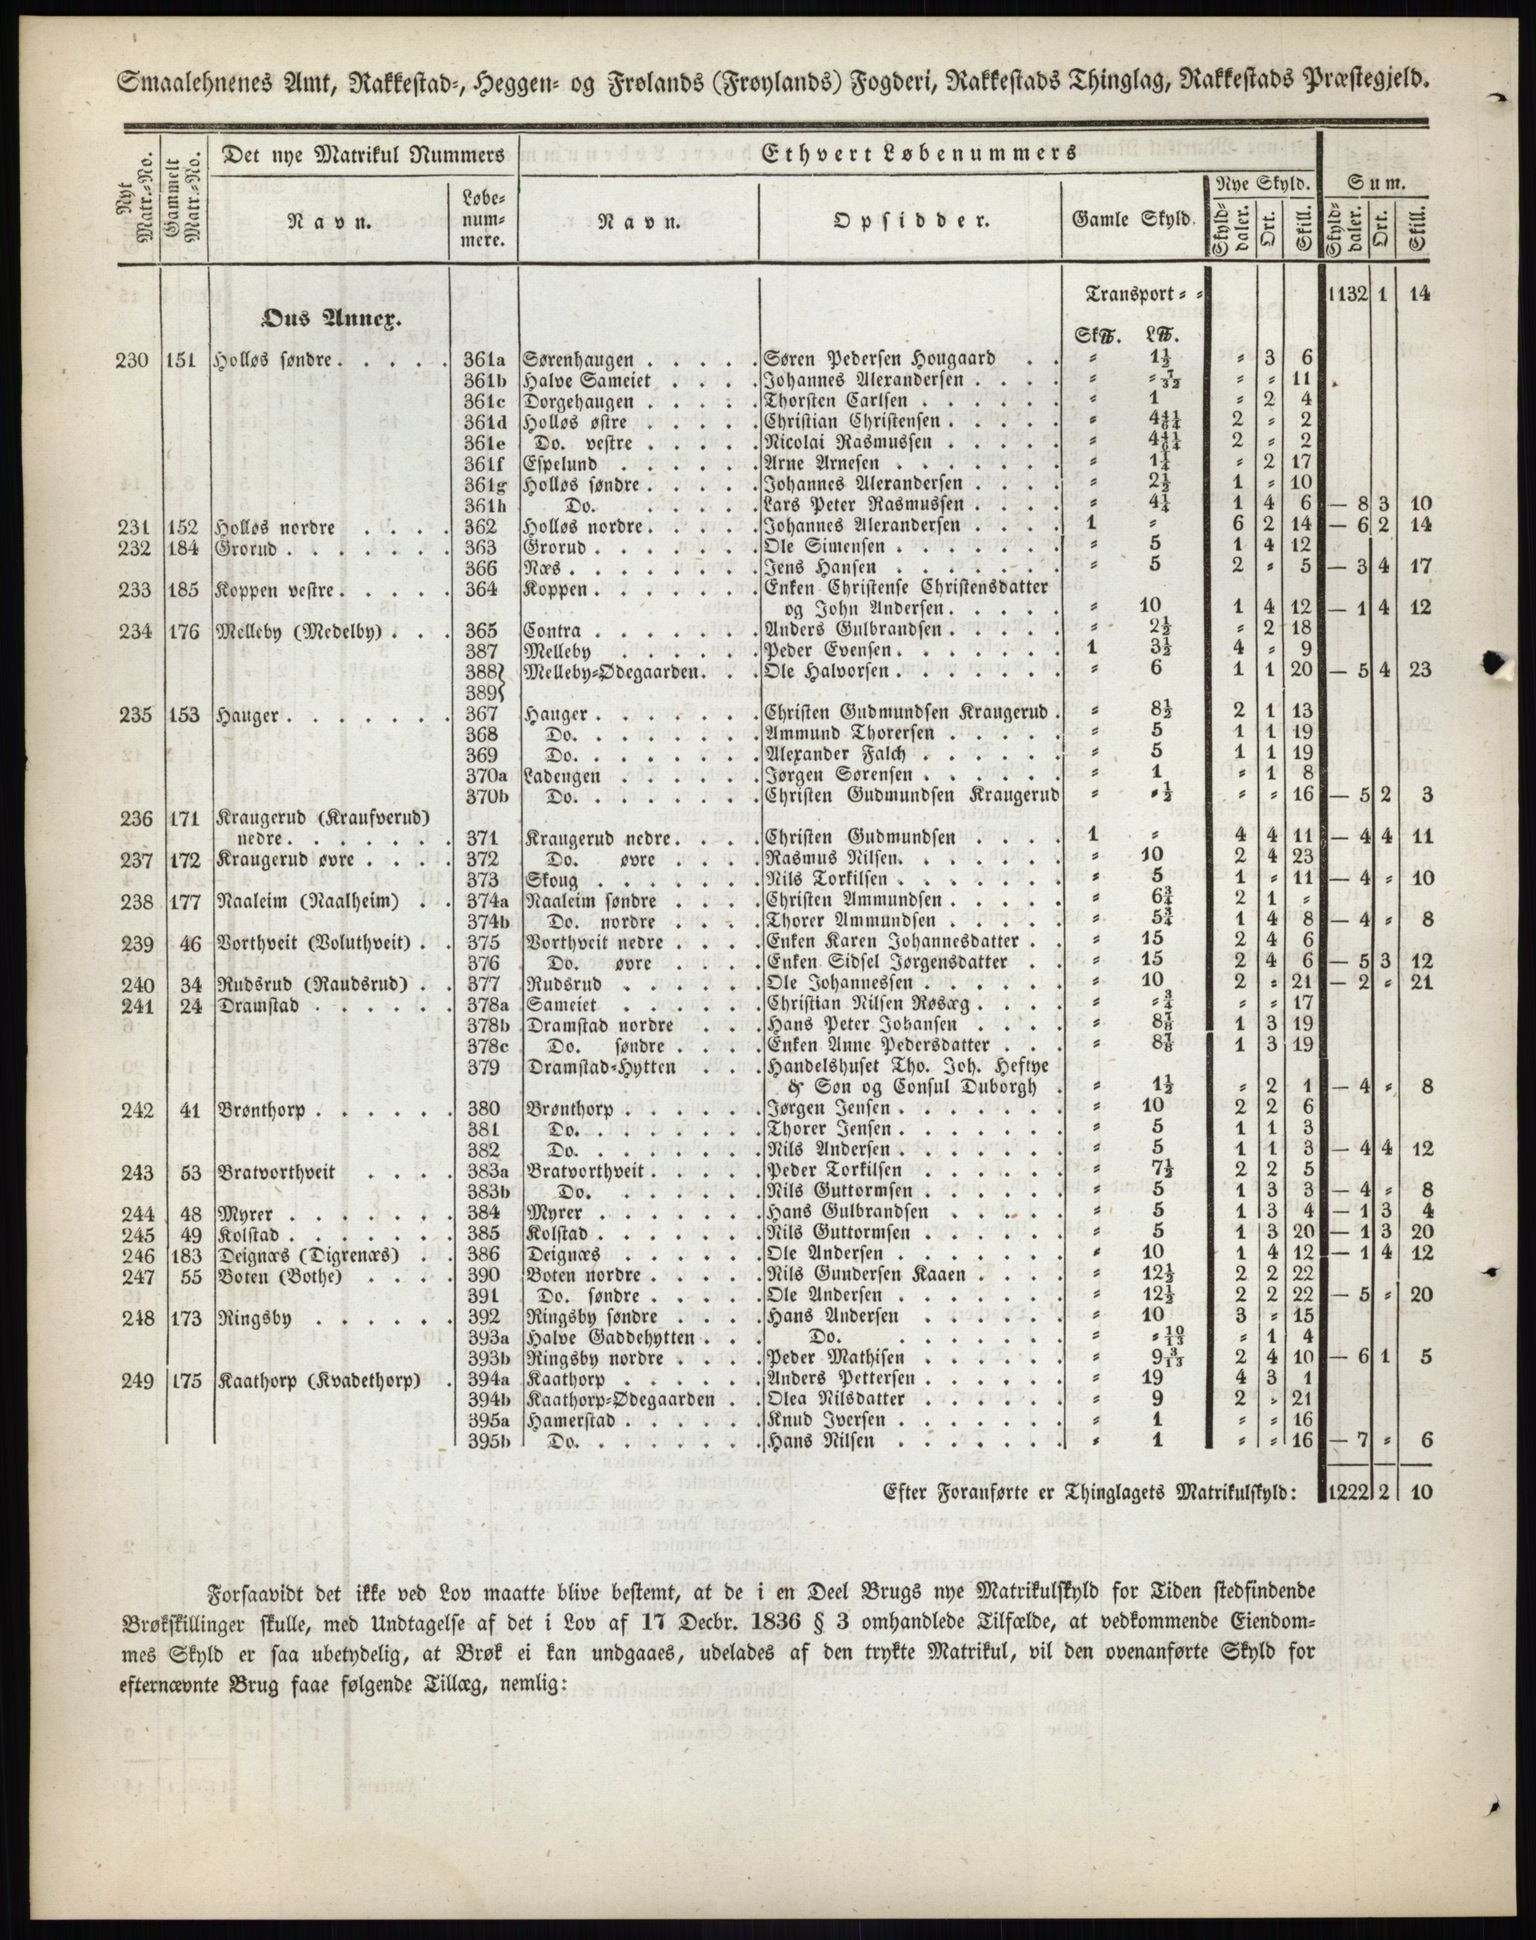 Smaalehnenes Amt, Rakkestad-, Heggen- og Frølands (Frøylands) Fogderi, Rakkestads Thinglag, Rakkestads Præstegjeld.
Nyt Matr.-No. | Gammelt Matr.-No. | Det nye Matrikul Nummers | Ethvert Løbenummers
Navn. | Løbe-num-mere. | Navn. | Opsidder. | Gamle Skyld. | Nye Skyld. | Sum.
Skyld-daler. | Ort. | Skill. | Skyld-daler. | Ort. | Skill.
Transport - - 1132 1 14
Ous Annex.
Sk℔. L℔.
230 151 Holløs søndre. . . . . 361a Sørenhaugen . . . . . Søren Pedersen Hougaard . . " 1½ " 3 6
361b Halve Sameiet . . . . Johannes Alexandersen . . . . " " 7/32 " " 11
361c Dorgehaugen . . . . . Thorsten Carlsen . . . . . . " 1 " 2 4
361d Holløs østre . . . . . Christian Christensen . . . . . " 4 41/64 2 " 2
361e Do. vestre . . . . . Nicolai Rasmussen . . . . . " 4 41/64 2 " 2
361f Espelund . . . . . . Arne Arnesen . . . . . . . " 1¼ " 2 17
361g Holløs søndre . . . . . Johannes Alexandersen . . . . " 2½ 1 " 10
361h Do. . . . . . Lars Peter Rasmussen . . . . " 4¼ 1 4 6 — 8 3 10
231 152 Holløs nordre . . . . 362 Holløs nordre . . . . . Johannes Alexandersen . . . . 1 " 6 2 14 — 6 2 14
232 184 Grorud . . . . . . . 363 Grorud . . . . . . . Ole Simensen . . . . . . . " 5 1 4 12
366 Næs . . . . . . . . Jens Hansen . . . . . . . " 5 2 " 5 — 3 4 17
233 185 Koppen vestre . . . . . 364 Koppen . . . . . . . Enken Christense Christensdatter
og John Andersen . . . . . " 10 1 4 12 — 1 4 12
234 176 Melleby (Medelby) . . . 365 Contra . . . . . . . Anders Gulbrandsen . . . . . " 2½ " 2 18
387 Melleby . . . . . . Peder Evensen . . . . . . . 1 3½ 4 " 9
388} Melleby-Ødegaarden. . . Ole Halvorsen . . . . . . . " 6 1 1 20 — 5 4 23
389}
235 153 Hauger . . . . . . . 367 Hauger . . . . . . . Christen Gudmundsen Kraugerud . " 8½ 2 1 13
368 Do. . . . . . . . Ammund Thorersen . . . . . " 5 1 1 19
369 Do. . . . . . . . Alexander Falch . . . . . . " 5 1 1 19
370a Ladengen . . . . . . Jørgen Sørensen . . . . . . " 1 " 1 8
370b Do. . . . . . . . Christen Gudmundsen Kraugerud " " ½ " " 16 — 5 2 3
236 171 Kraugerud (Kraufverud)
nedre . . . . . . . 371 Kraugerud nedre . . . . Christen Gudmundsen . . . . 1 " 4 4 11 — 4 4 11
237 172 Kraugerud øvre . . . . 372 Do. øvre . . . . Rasmus Nilsen . . . . . . . " 10 2 4 23
373 Skoug . . . . . . . Nils Torkilsen . . . . . . . " 5 1 " 11 — 4 " 10
238 177 Naaleim (Naalheim) . . 374a Naaleim søndre . . . . Christen Ammundsen . . . . . " 6¾ 2 1 "
374b Do. nordre . . . . Thorer Ammundsen . . . . . " 5¾ 1 4 8 — 4 " 8
239 46 Vorthveit (Voluthveit) . . 375 Vorthveit nedre . . . . Enken Karen Johannesdatter . . " 15 2 4 6
376 Do. øvre . . . . Enken Sidsel Jørgensdatter . . " 15 2 4 6 — 5 3 12
240 34 Rudsrud (Raudsrud) . . 377 Rudsrud . . . . . . Ole Johannessen . . . . . . " 10 2 " 21 — 2 " 21
241 24 Dramstad . . . . . . 378a Sameiet . . . . . . Christian Nilsen Røsæg . . . . " " ¾ " " 17
378b Dramstad nordre . . . Hans Peter Johansen . . . . " 8⅞ 1 3 19
378c Do. søndre . . . . Enken Anne Pedersdatter . . . " 8⅞ 1 3 19
379 Dramstad-Hytten . . . Handelshuset Tho. Joh. Heftye
& Søn og Consul Duborgh . " 1½ " 2 1 — 4 " 8
242 41 Brønthorp . . . . . . 380 Brønthorp . . . . . . Jørgen Jensen . . . . . . . " 10 2 2 6
381 Do. . . . . . . . Thorer Jensen . . . . . . . " 5 1 1 3
382 Do. . . . . . . . Nils Andersen . . . . . . . " 5 1 1 3 — 4 4 12
243 53 Bratvorthveit . . . . 383a Bratvorthveit . . . . . Peder Torkilsen . . . . . . " 7½ 2 2 5
383b Do. . . . . . . Nils Guttormsen . . . . . . " 5 1 3 3 — 4 " 8
244 48 Myrer . . . . . . . 384 Myrer . . . . . . . Hans Gulbrandsen . . . . . " 5 1 3 4 — 1 3 4
245 49 Kolstad . . . . . . . 385 Kolstad . . . . . . . Nils Guttormsen . . . . . . " 5 1 3 20 — 1 3 20
246 183 Deignæs (Digrenæs) . . 386 Deignæs . . . . . . Ole Andersen . . . . . . . " 10 1 4 12 — 1 4 12
247 55 Boten (Bothe) . . . . 390 Boten nordre . . . . . Nils Gundersen Kaaen . . . . " 12½ 2 2 22
391 Do. søndre . . . . . Ole Andersen . . . . . . . " 12½ 2 2 22 — 5 " 20
248 173 Ringsby . . . . . . 392 Ringsby søndre . . . . Hans Andersen . . . . . . " 10 3 " 15
393a Halve Gaddehytten . . . Do. . . . . . . " " 10/13 " 1 4
393b Ringsby nordre . . . . Peder Mathisen . . . . . . " 9 3/13 2 4 10 — 6 1 5
249 175 Kaathorp (Kvadethorp) . 394a Kaathorp . . . . . . Anders Pettersen . . . . . . " 19 4 3 1
394b Kaathorp-Ødegaarden . . Olea Nilsdatter . . . . . . " 9 2 " 21
395a Hamerstad . . . . . . Knud Iversen . . . . . . . " 1 " " 16
395b Do. . . . . . . . Hans Nilsen . . . . . . . " 1 " " 16 — 7 " 6
Efter Foranførte er Thinglagets Matrikulskyld: 1222 2 10
Forsaavidt det ikke ved Lov maatte blive bestemt, at de i en Deel Brugs nye Matrikulskyld for Tiden stedfindende
Brøkskillinger skulle, med Undtagelse af det i Lov af 17 Decbr. 1836 § 3 omhandlede Tilfælde, at vedkommende Eiendom-
mes Skyld er saa ubetydelig, at Brøk ei kan undgaaes, udelades af den trykte Matrikul, vil den ovenanførte Skyld for
efternævnte Brug faae følgende Tillæg, nemlig: